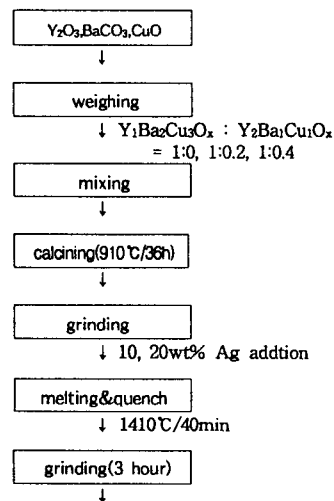 Y₂O₃,BaCO₃,CuO
↓
weighing
↓ Y₁Ba₂Cu₃Oₓ : Y₂Ba₁Cu₁Oₓ
= 1:0, 1:0.2, 1:0.4
mixing
↓
calcining(910℃/36h)
↓
grinding
↓ 10, 20wt% Ag addtion
melting&quench
↓ 1410℃/40min
grinding(3 hour)
↓